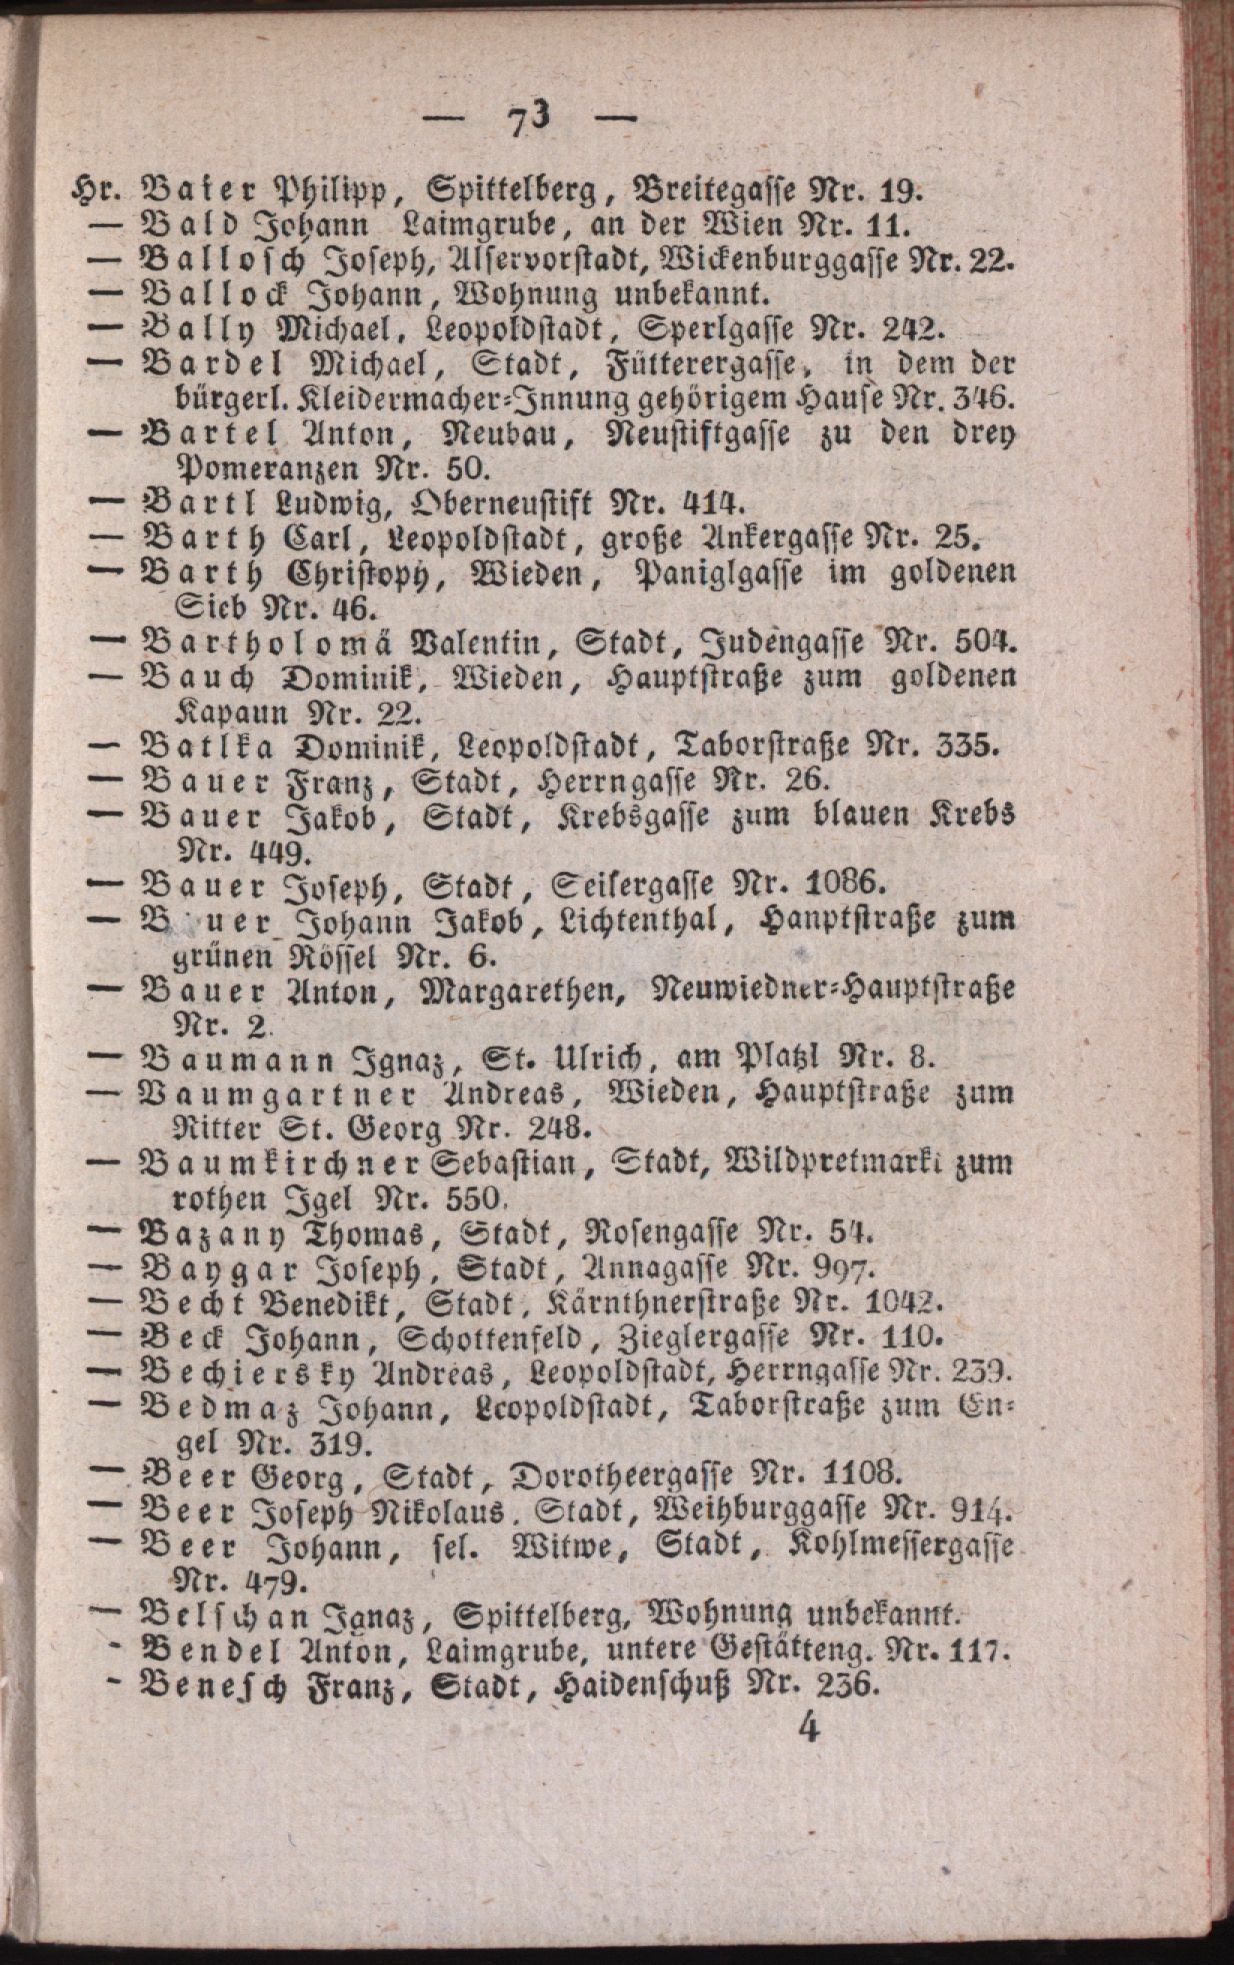 — 73 —
Hr. Baier Philipp, Spittelberg, Breitegasse Nr. 19.
— Bald Johann Laimgrube, an der Wien Nr. 11.
— Ballosch Joseph, Alservorstadt, Wickenburggasse Nr. 22.
— Ballock Johann, Wohnung unbekannt.
— Bally Michael, Leopoldstadt, Sperlgasse Nr. 242.
— Bardel Michael, Stadt, Füttерergasse, in dem der
bürgerl. Kleidermacher-Innung gehörigem Hause Nr. 346.
— Bartel Anton, Neubau, Neustiftgasse zu den drey
Pomeranzen Nr. 50.
— Bartl Ludwig, Oberneustift Nr. 414.
— Barth Carl, Leopoldstadt, große Ankergasse Nr. 25.
— Barth Christoph, Wieden, Paniglgasse im goldenen
Sieb Nr. 46.
— Bartholomä Valentin, Stadt, Judengasse Nr. 504.
— Bauch Dominik, Wieden, Hauptstraße zum goldenen
Kapaun Nr. 22.
— Batlka Dominik, Leopoldstadt, Taborstraße Nr. 335.
— Bauer Franz, Stadt, Herrngasse Nr. 26.
— Bauer Jakob, Stadt, Krebsgasse zum blauen Krebs
Nr. 449.
— Bauer Joseph, Stadt, Seilergasse Nr. 1086.
— B uer Johann Jakob, Lichtenthal, Hanptstraße zum
grünen Rössel Nr. 6.
— Bauer Anton, Margarethen, Neuwiedner-Hauptstraße
Nr. 2.
— Baumann Ignaz, St. Ulrich, am Platzl Nr. 8.
— Baumgartner Andreas, Wieden, Hauptstraße zum
Ritter St. Georg Nr. 248.
— Baumkirchner Sebastian, Stadt, Wildpretmarkt zum
rothen Igel Nr. 550.
— Bazany Thomas, Stadt, Rosengasse Nr. 54.
— Baygar Joseph, Stadt, Annagasse Nr. 997.
— Becht Benedikt, Stadt, Kärnthnerstraße Nr. 1042.
— Beck Johann, Schottenfeld, Zieglergasse Nr. 110.
— Bechiersky Andreas, Leopoldstadt, Herrngasse Nr. 239.
— Bedmaz Johann, Leopoldstadt, Taborstraße zum En-
gel Nr. 319.
— Beer Georg, Stadt, Dorotheergasse Nr. 1108.
— Beer Joseph Nikolaus, Stadt, Weihburggasse Nr. 914.
— Beer Johann, sel. Witwe, Stadt, Kohlmessergasse
Nr. 479.
— Belschan Ignaz, Spittelberg, Wohnung unbekannt.
- Bendel Anton, Laimgrube, untere Gestätteng. Nr. 117.
- Benesch Franz, Stadt, Haidenschuß Nr. 236.
4